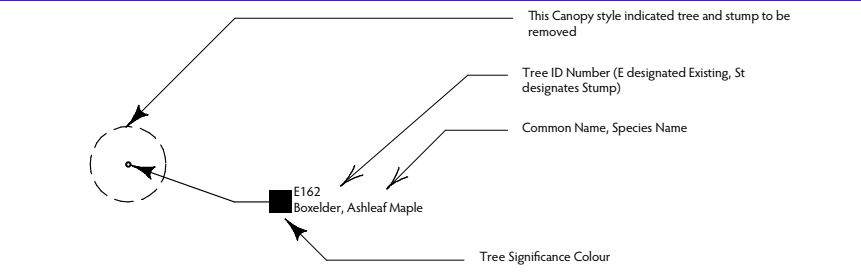 This Canopy style indicated tree and stump to be
removed
Tree ID Number (E designated Existing, St
designates Stump)
Common Name, Species Name
E162
Boxelder, Ashleaf Maple
Tree Significance Colour